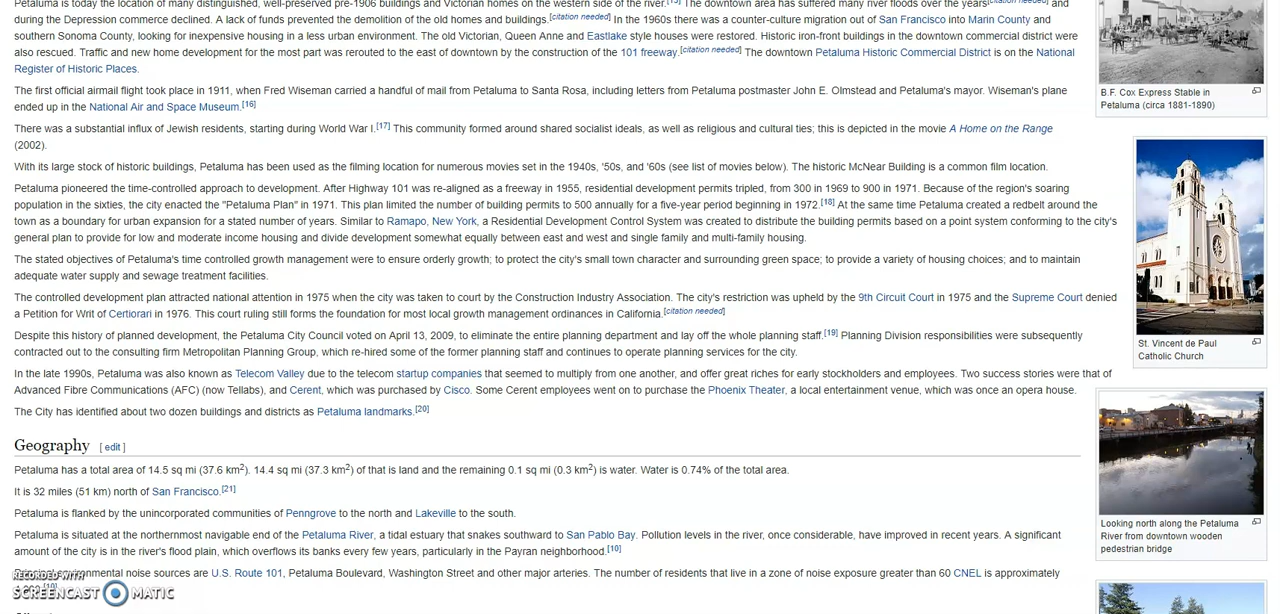 Petaluma is today the location of many distinguished, well-preserved pre-1906 buildings and Victorian homes on the western side of the river.[15] The downtown area has suffered many river floods over the years[citation needed] and
during the Depression commerce declined. A lack of funds prevented the demolition of the old homes and buildings.[citation needed] In the 1960s there was a counter-culture migration out of San Francisco into Marin County and
southern Sonoma County, looking for inexpensive housing in a less urban environment. The old Victorian, Queen Anne and Eastlake style houses were restored. Historic iron-front buildings in the downtown commercial district were
also rescued. Traffic and new home development for the most part was rerouted to the east of downtown by the construction of the 101 freeway.[citation needed] The downtown Petaluma Historic Commercial District is on the National
Register of Historic Places.
B.F. Cox Express Stable in
Petaluma (circa 1881-1890)
The first official airmail flight took place in 1911, when Fred Wiseman carried a handful of mail from Petaluma to Santa Rosa, including letters from Petaluma postmaster John E. Olmstead and Petaluma's mayor. Wiseman's plane
ended up in the National Air and Space Museum.[16]
There was a substantial influx of Jewish residents, starting during World War I.[17] This community formed around shared socialist ideals, as well as religious and cultural ties; this is depicted in the movie A Home on the Range
(2002).
With its large stock of historic buildings, Petaluma has been used as the filming location for numerous movies set in the 1940s, '50s, and '60s (see list of movies below). The historic McNear Building is a common film location.
Petaluma pioneered the time-controlled approach to development. After Highway 101 was re-aligned as a freeway in 1955, residential development permits tripled, from 300 in 1969 to 900 in 1971. Because of the region's soaring
population in the sixties, the city enacted the "Petaluma Plan" in 1971. This plan limited the number of building permits to 500 annually for a five-year period beginning in 1972.[18] At the same time Petaluma created a redbelt around the
town as a boundary for urban expansion for a stated number of years. Similar to Ramapo, New York, a Residential Development Control System was created to distribute the building permits based on a point system conforming to the city's
general plan to provide for low and moderate income housing and divide development somewhat equally between east and west and single family and multi-family housing.
The stated objectives of Petaluma's time controlled growth management were to ensure orderly growth; to protect the city's small town character and surrounding green space; to provide a variety of housing choices; and to maintain
adequate water supply and sewage treatment facilities.
The controlled development plan attracted national attention in 1975 when the city was taken to court by the Construction Industry Association. The city's restriction was upheld by the 9th Circuit Court in 1975 and the Supreme Court denied
a Petition for Writ of Certiorari in 1976. This court ruling still forms the foundation for most local growth management ordinances in California.[citation needed]
St. Vincent de Paul
Catholic Church
Despite this history of planned development, the Petaluma City Council voted on April 13, 2009, to eliminate the entire planning department and lay off the whole planning staff.[19] Planning Division responsibilities were subsequently
contracted out to the consulting firm Metropolitan Planning Group, which re-hired some of the former planning staff and continues to operate planning services for the city.
In the late 1990s, Petaluma was also known as Telecom Valley due to the telecom startup companies that seemed to multiply from one another, and offer great riches for early stockholders and employees. Two success stories were that of
Advanced Fibre Communications (AFC) (now Tellabs), and Cerent, which was purchased by Cisco. Some Cerent employees went on to purchase the Phoenix Theater, a local entertainment venue, which was once an opera house.
The City has identified about two dozen buildings and districts as Petaluma landmarks.[20]
Geography [ edit ]
Petaluma has a total area of 14.5 sq mi (37.6 km2). 14.4 sq mi (37.3 km2) of that is land and the remaining 0.1 sq mi (0.3 km2) is water. Water is 0.74% of the total area.
It is 32 miles (51 km) north of San Francisco.[21]
Petaluma is flanked by the unincorporated communities of Penngrove to the north and Lakeville to the south.
Petaluma is situated at the northernmost navigable end of the Petaluma River, a tidal estuary that snakes southward to San Pablo Bay. Pollution levels in the river, once considerable, have improved in recent years. A significant
amount of the city is in the river's flood plain, which overflows its banks every few years, particularly in the Payran neighborhood.[10]
Looking north along the Petaluma
River from downtown wooden
pedestrian bridge
environmental noise sources are U.S. Route 101, Petaluma Boulevard, Washington Street and other major arteries. The number of residents that live in a zone of noise exposure greater than 60 CNEL is approximately
[10]
RECORDED WITH
SCREENCAST MATIC